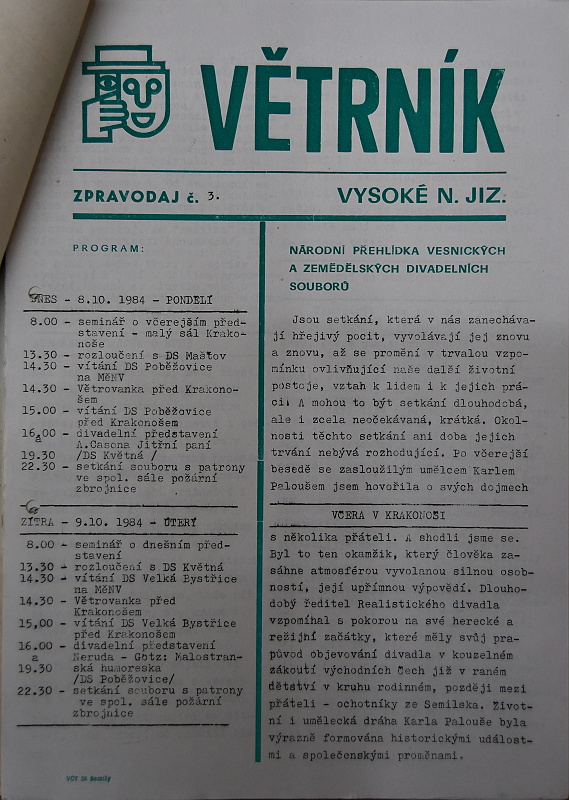 VĚTRNÍK
ZPRAVODAJ č. 3.
VYSOKÉ N. JIZ.
PROGRAM:
DNES - 8.10. 1984 - PONDĚLÍ
8.00 - seminář o včerejším před-
stavení - malý sál Krako-
noše
13.30 - rozloučení s DS Maštov
14.30 - vítání DS Poběžovice
na MěNV
14.30 - Větrovanka před Krakono-
šem
15.00 - vítání DS Poběžovice
před Krakonošem
16.00 - divadelní představení
a A.Casona Jitřní paní
19.30 /DS Květná /
22.30 - setkání souboru s patrony
ve spol. sále požární
zbrojnice
ZÍTRA - 9.10. 1984 - ÚTERÝ
8.00 - seminář o dnešním před-
stavení
13.30 - rozloučení s DS Květná
14.30 - vítání DS Velká Bystřice
na MěNV
14.30 - Větrovanka před
Krakonošem
15,00 - vítání DS Velká Bystřice
před Krakonošem
16.00 - divadelní představení
a Neruda - Götz: Malostran-
19.30 ská humoreska
/DS Poběžovice/
22.30 - setkání souboru s patrony
ve spol. sále požární
zbrojnice
NÁRODNÍ PŘEHLÍDKA VESNICKÝCH
A ZEMĚDĚLSKÝCH DIVADELNÍCH
SOUBORŮ
Jsou setkání, která v nás zanecháva-
jí hřejivý pocit, vyvolávají jej znovu
a znovu, až se promění v trvalou vzpo-
mínku ovlivňující naše další životní
postoje, vztah k lidem i k jejich prá-
ci. A mohou to být setkání dlouhodobá,
ale i zcela neočekávaná, krátká. Okol-
nosti těchto setkání ani doba jejich
trvání nebývá rozhodující. Po včerejší
besedě se zasloužilým umělcem Karlem
Paloušem jsem hovořila o svých dojmech
VČERA V KRAKONOŠI
s několika přáteli. A shodli jsme se.
Byl to ten okamžik, který člověka za-
sáhne atmosférou vyvolanou silnou osob-
ností, její upřímnou výpovědí. Dlouho-
dobý ředitel Realistického divadla
vzpomínal s pokorou na své herecké a
režijní začátky, které měly svůj pra-
původ objevování divadla v kouzelném
zákoutí východních Čech již v raném
dětství v kruhu rodinném, později mezi
přáteli - ochotníky ze Semilska. Život-
ní i umělecká dráha Karla Palouše byla
výrazně formována historickými událost-
mi a společenskými proměnami.
VČT 30 Semily